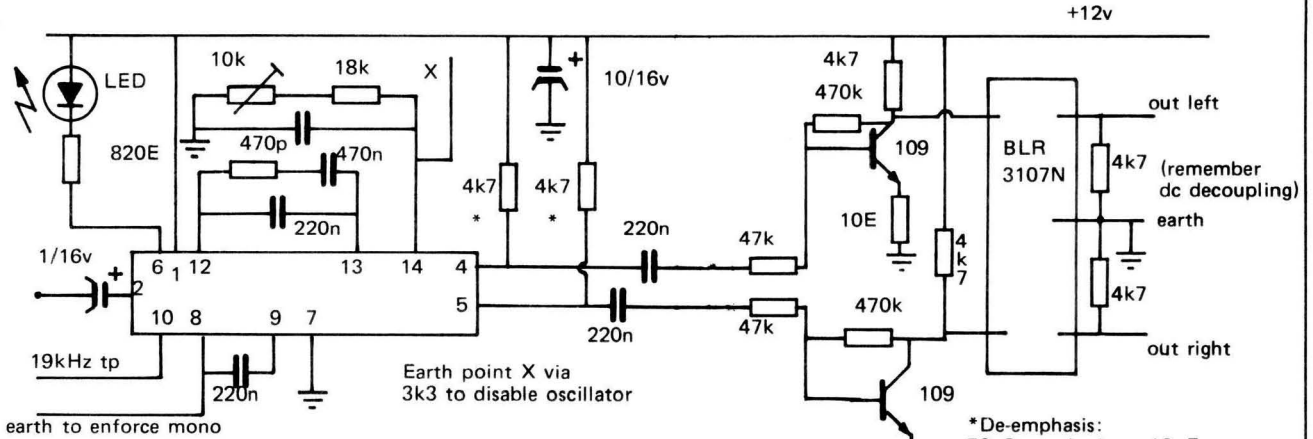 +12v
10k
18k
X
10/16v
4k7
470k
LED
470p
470n
109
BLR
3107N
out left
820E
4k7
*
4k7
*
4k7
(remember
dc decoupling)
220n
1/16v
220n
47k
10E
4
k
7
earth
6
1
12
13
14
4
2
5
4k7
10
8
9
7
220n
47k
470k
out right
19kHz tp
220n
Earth point X via
3k3 to disable oscillator
109
earth to enforce mono
*De-emphasis: